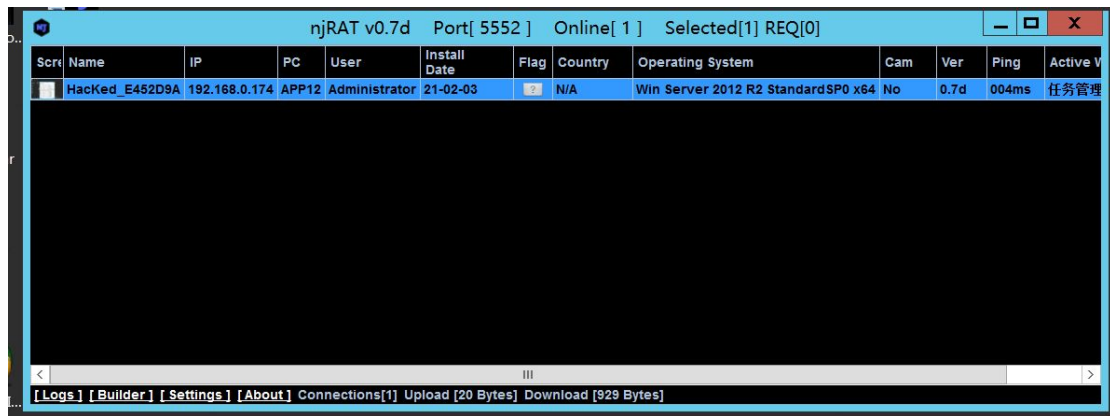 njRAT v0.7d Port[ 5552 ] Online[ 1 ] Selected[1] REQ[0]
Name IP PC User Install Date Flag Country Operating System Cam Ver Ping
HacKed_E452D9A 192.168.0.174 APP12 Administrator 21-02-03 ? N/A Win Server 2012 R2 StandardSP0 x64 No 0.7d 004ms 任务管理
[ Logs ] [ Builder ] [ Settings ] [ About ] Connections[1] Upload [20 Bytes] Download [929 Bytes]